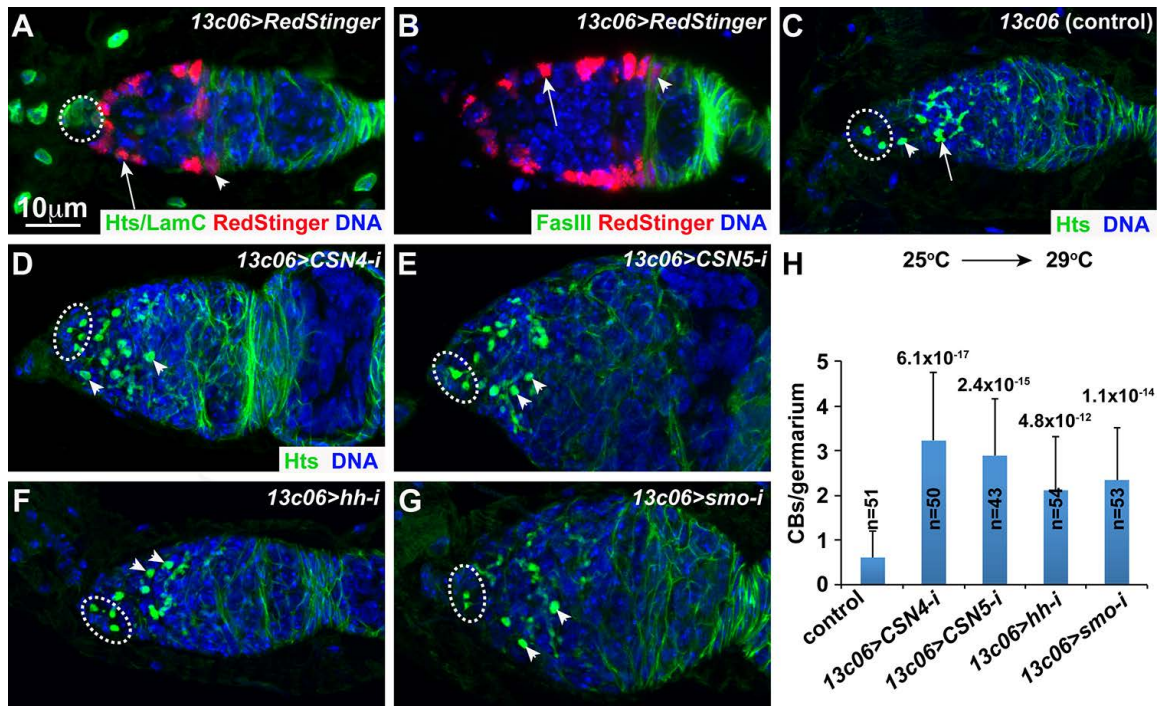 A
13c06>RedStinger
10μm
Hts/LamC RedStinger DNA
B
13c06>RedStinger
FasIII RedStinger DNA
C
13c06 (control)
Hts DNA
D
13c06>CSN4-i
Hts DNA
E
13c06>CSN5-i
F
13c06>hh-i
G
13c06>smo-i
H
25°C → 29°C
CBs/germarium
5
4
3
2
1
0
6.1x10⁻¹⁷
2.4x10⁻¹⁵
4.8x10⁻¹²
1.1x10⁻¹⁴
n=51
n=50
n=43
n=54
n=53
control
13c06>CSN4-i
13c06>CSN5-i
13c06>hh-i
13c06>smo-i